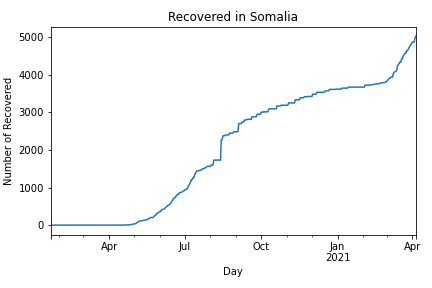 Recovered in Somalia
Number of Recovered
5000
4000
3000
2000
1000
0
Apr Jul Oct Jan Apr
2021
Day